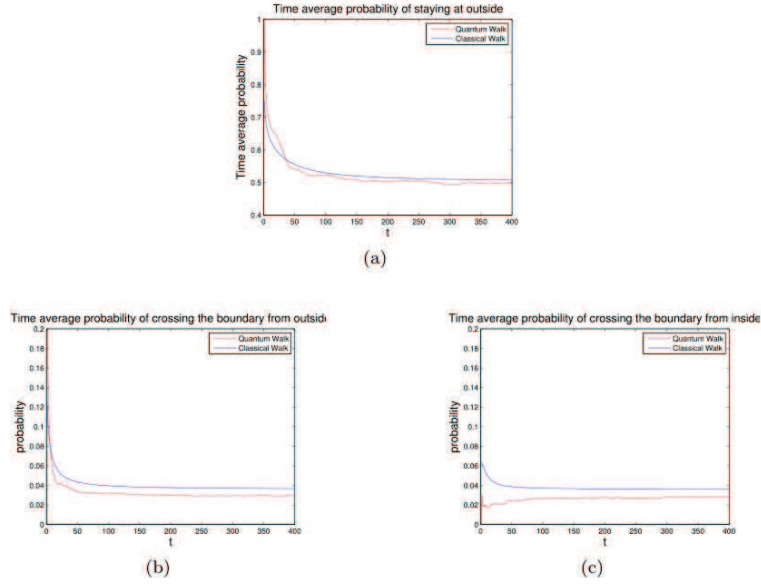 Time average probability of staying at outside
Time average probability
1
0.9
0.8
0.7
0.6
0.5
0.4
Quantum Walk
Classical Walk
0 50 100 150 200 250 300 350 400
t
(a)
Time average probability of crossing the boundary from outside
probability
0.2
0.18
0.16
0.14
0.12
0.1
0.08
0.06
0.04
0.02
0
Quantum Walk
Classical Walk
0 50 100 150 200 250 300 350 400
t
(b)
Time average probability of crossing the boundary from inside
probability
0.2
0.18
0.16
0.14
0.12
0.1
0.08
0.06
0.04
0.02
0
Quantum Walk
Classical Walk
0 50 100 150 200 250 300 350 400
t
(c)